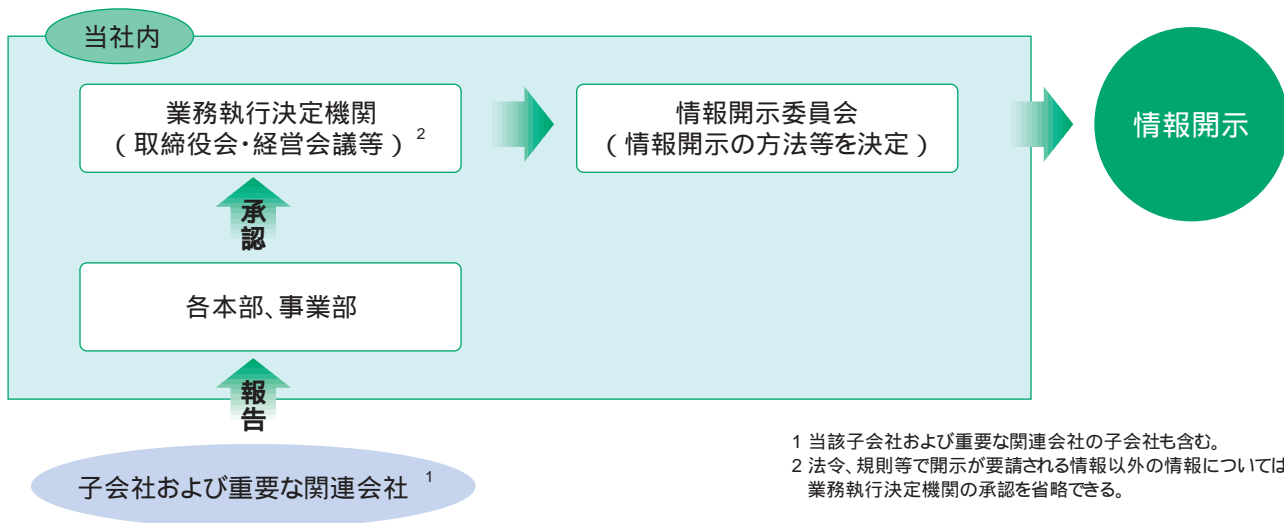 当社内
業務執行決定機関
(取締役会・経営会議等) 2
情報開示委員会
(情報開示の方法等を決定)
情報開示
承認
各本部、事業部
報告
子会社および重要な関連会社 1
1 当該子会社および重要な関連会社の子会社も含む。
2 法令、規則等で開示が要請される情報以外の情報については
業務執行決定機関の承認を省略できる。